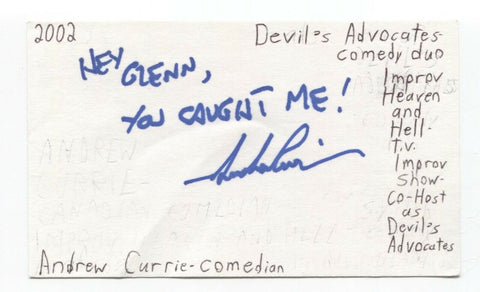 2002
Devil's Advocates-
comedy duo
Improv
Heaven
and
Hell-
t.v.
Improv
Show-
Co-Host
as
Devil's
Advocates
HEY GLENN,
YOU CAUGHT ME!
Andrew Currie-comedian